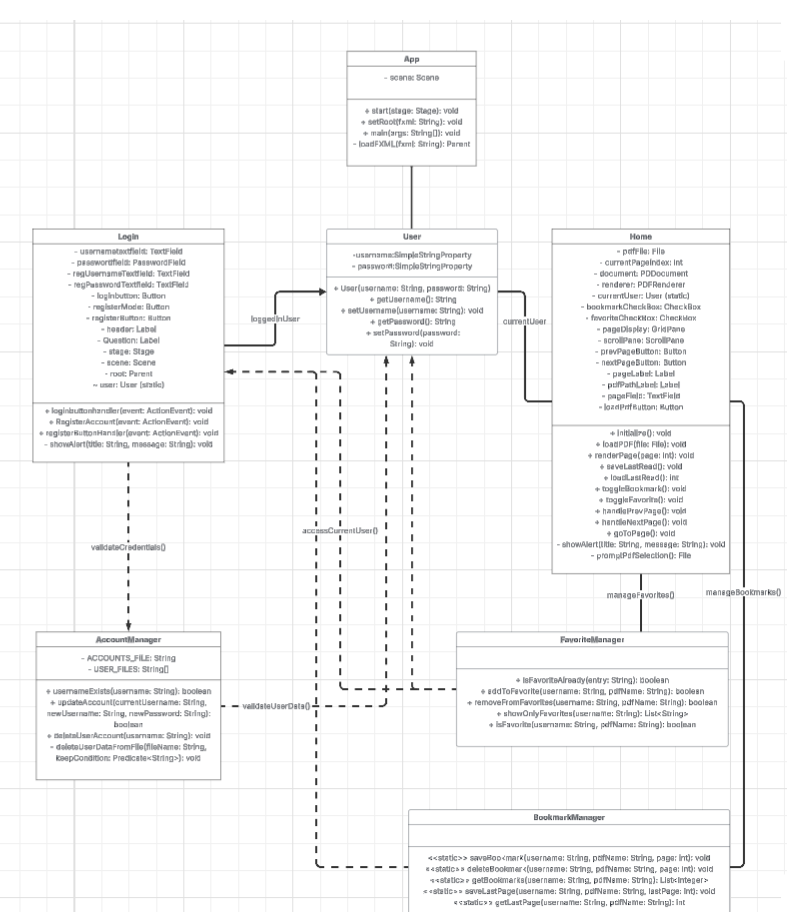 App
- scene: Scene
+ start(stage: Stage): void
+ setRoot(fxml: String): void
+ main(args: String[]): void
- loadFXML(fxml: String): Parent
Login
- usernametextfield: TextField
- passwordfield: PasswordField
- regUsernameTextfield: TextField
- regPasswordTextfield: TextField
- loginbutton: Button
- registerMode: Button
- registerButton: Button
- header: Label
- Question: Label
- stage: Stage
- scene: Scene
- root: Parent
- user: User (static)
+ loginbuttonhandler(event: ActionEvent): void
+ RegisterAccount(event: ActionEvent): void
+ registerButtonHandler(event: ActionEvent): void
- showAlert(title: String, message: String): void
loggedInUser
User
-username:SimpleStringProperty
- password:SimpleStringProperty
+ User(username: String, password: String)
+ getUsername(): String
+ setUsername(username: String): void
+ getPassword(): String
+ setPassword(password:
String): void
currentUser
Home
- pdfFile: File
- currentPageIndex: int
- document: PDDocument
- renderer: PDFRenderer
- currentUser: User (static)
- bookmarkCheckBox: CheckBox
- favoriteCheckBox: CheckBox
- pageDisplay: GridPane
- scrollPane: ScrollPane
- prevPageButton: Button
- nextPageButton: Button
- pageLabel: Label
- pdfPathLabel: Label
- pageField: TextField
- loadPdfButton: Button
+ initialize(): void
+ loadPDF(file: File): void
+ renderPage(page: int): void
+ saveLastRead(): void
+ loadLastRead(): int
+ toggleBookmark(): void
+ toggleFavorite(): void
+ handlePrevPage(): void
+ handleNextPage(): void
+ goToPage(): void
- showAlert(title: String, message: String): void
- promptPdfSelection(): File
accessCurrentUser()
validateCredentials()
manageFavorites()
manageBookmarks()
AccountManager
- ACCOUNTS_FILE: String
- USER_FILES: String[]
+ usernameExists(username: String): boolean
+ updateAccount(currentUsername: String,
newUsername: String, newPassword: String):
boolean
+ deleteUserAccount(username: String): void
- deleteUserDataFromFile(fileName: String,
keepCondition: Predicate<String>): void
validateUserData()
FavoriteManager
+ isFavoriteAlready(entry: String): boolean
+ addToFavorite(username: String, pdfName: String): boolean
+ removeFromFavorites(username: String, pdfName: String): boolean
+ showOnlyFavorites(username: String): List<String>
+ isFavorite(username: String, pdfName: String): boolean
BookmarkManager
<<static>> saveBookmark(username: String, pdfName: String, page: int): void
<<static>> deleteBookmark(username: String, pdfName: String, page: int): void
<<static>> getBookmarks(username: String, pdfName: String): List<Integer>
<<static>> saveLastPage(username: String, pdfName: String, lastPage: int): void
<<static>> getLastPage(username: String, pdfName: String): int